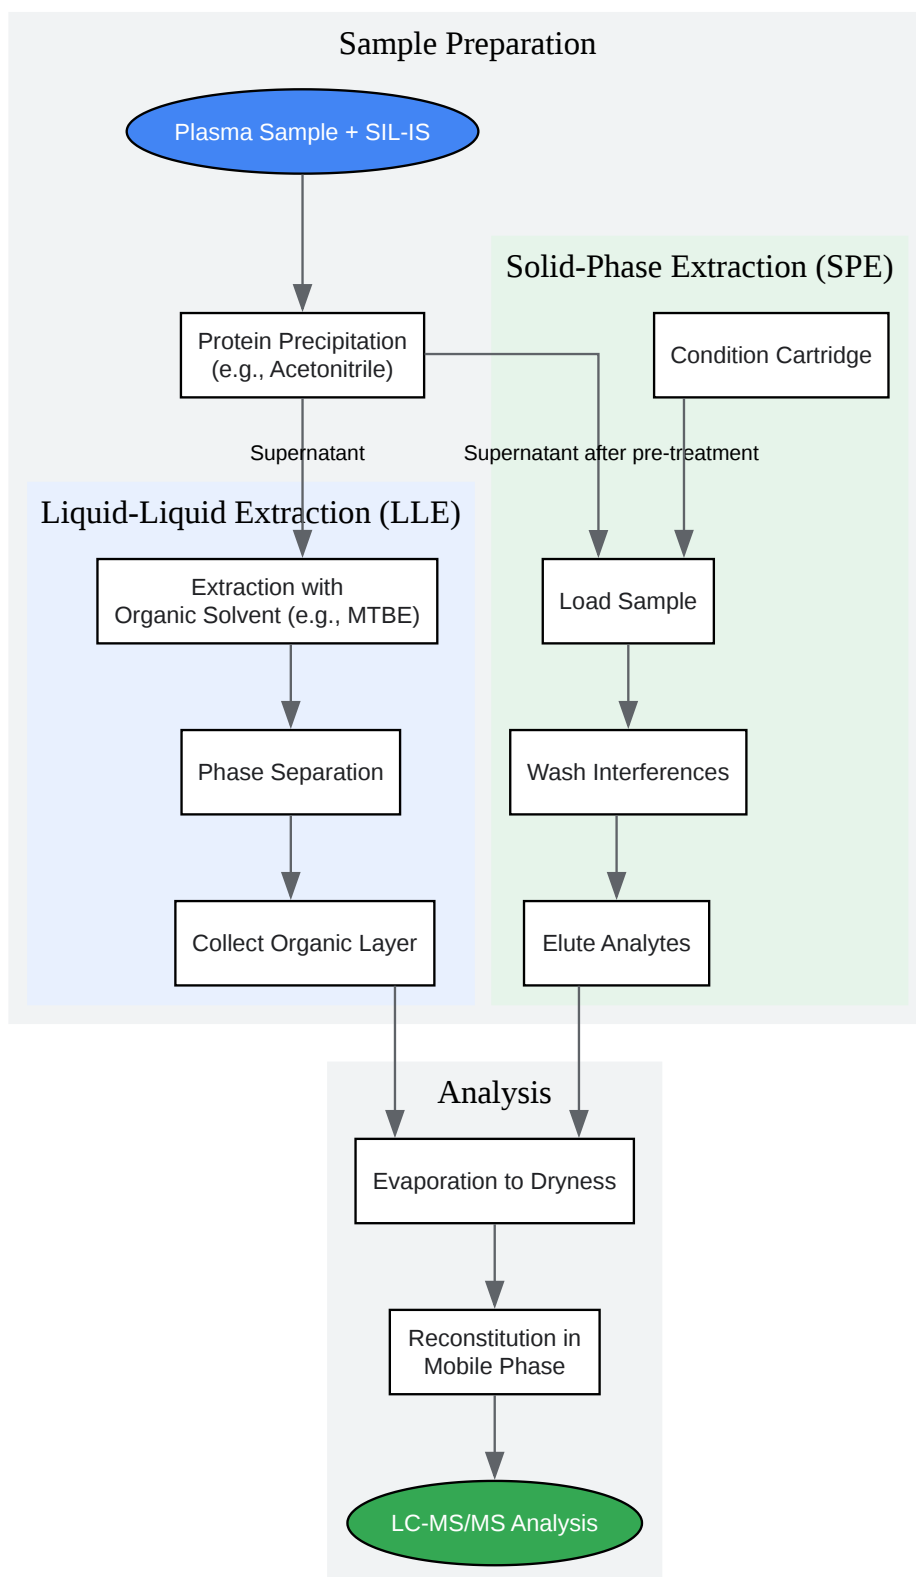 Sample Preparation
Plasma Sample + SIL-IS
Solid-Phase Extraction (SPE)
Protein Precipitation
(e.g., Acetonitrile)
Condition Cartridge
Supernatant
Supernatant after pre-treatment
Liquid-Liquid Extraction (LLE)
Extraction with
Organic Solvent (e.g., MTBE)
Load Sample
Phase Separation
Wash Interferences
Collect Organic Layer
Elute Analytes
Analysis
Evaporation to Dryness
Reconstitution in
Mobile Phase
LC-MS/MS Analysis